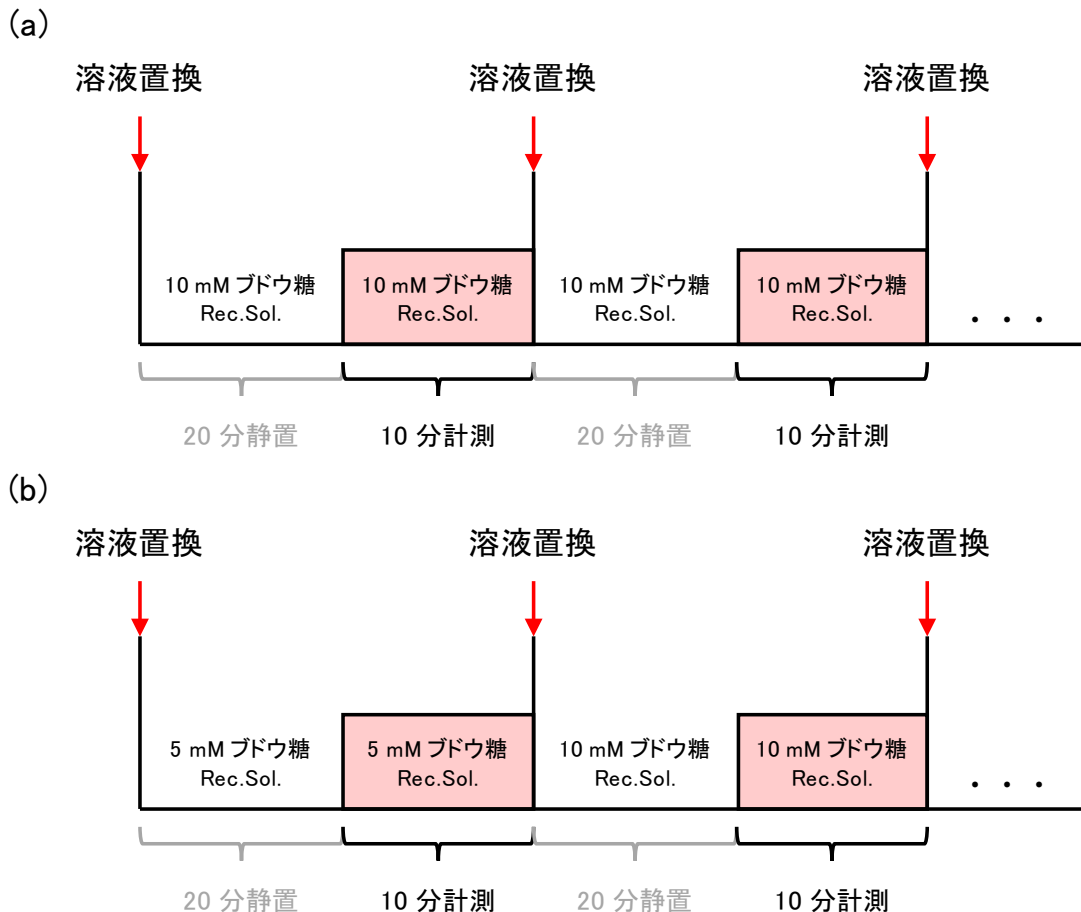 (a)
溶液置換 溶液置換 溶液置換
10 mM ブドウ糖 10 mM ブドウ糖 10 mM ブドウ糖 10 mM ブドウ糖
Rec.Sol. Rec.Sol. Rec.Sol. Rec.Sol. ・・・
20 分静置 10 分計測 20 分静置 10 分計測
(b)
溶液置換 溶液置換 溶液置換
5 mM ブドウ糖 5 mM ブドウ糖 10 mM ブドウ糖 10 mM ブドウ糖
Rec.Sol. Rec.Sol. Rec.Sol. Rec.Sol. ・・・
20 分静置 10 分計測 20 分静置 10 分計測